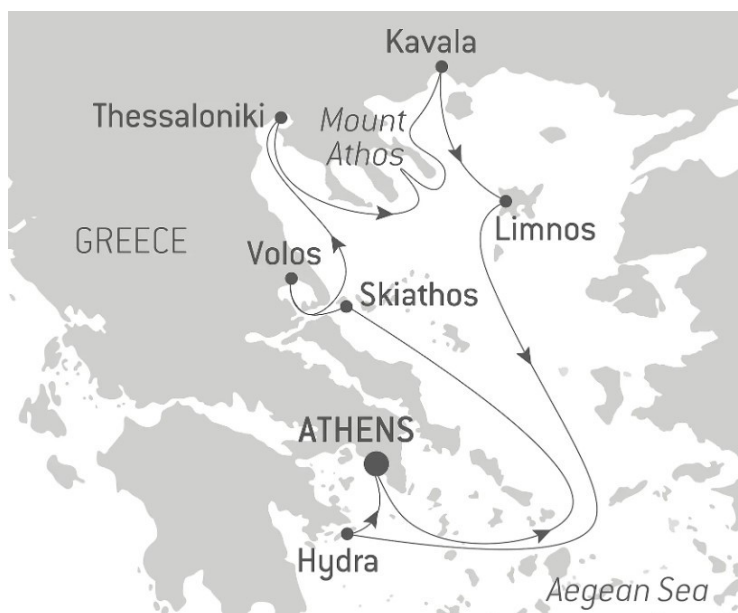 Kavala
Thessaloniki
Mount
Athos
Limnos
GREECE
Volos
Skiathos
ATHENS
Hydra
Aegean Sea